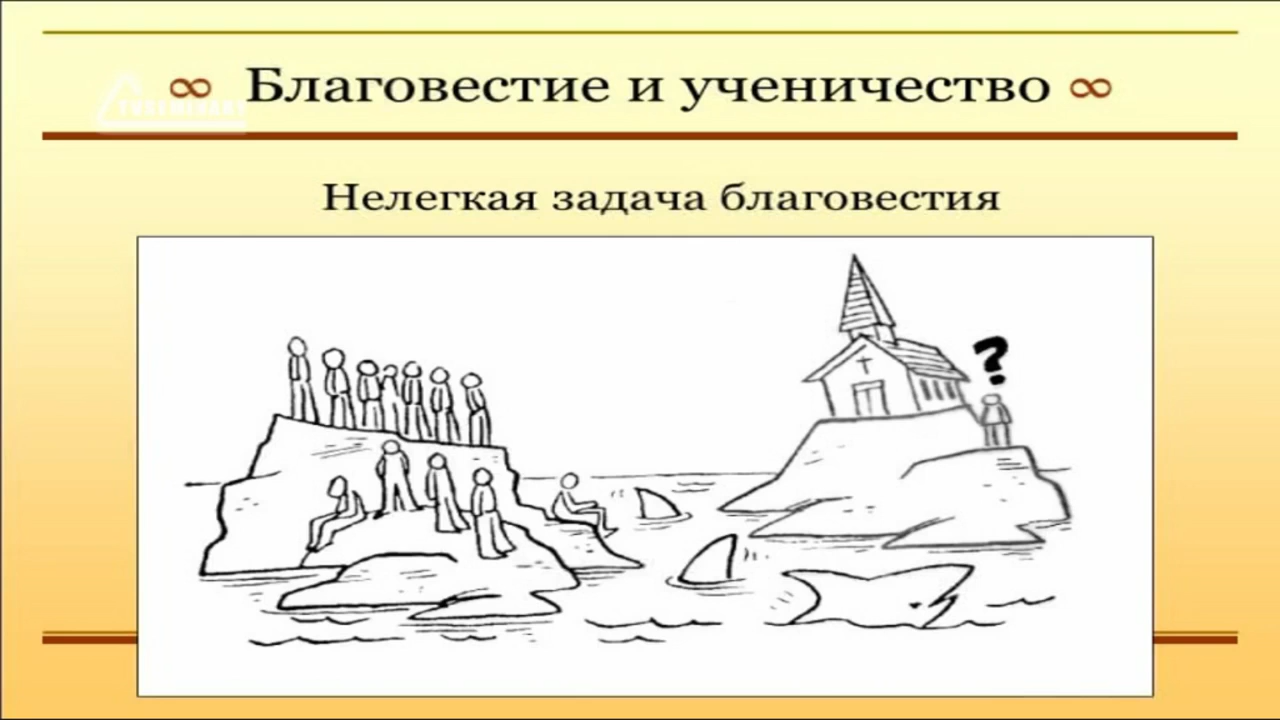 ∞ Благовестие и ученичество ∞
Нелегкая задача благовестия
?